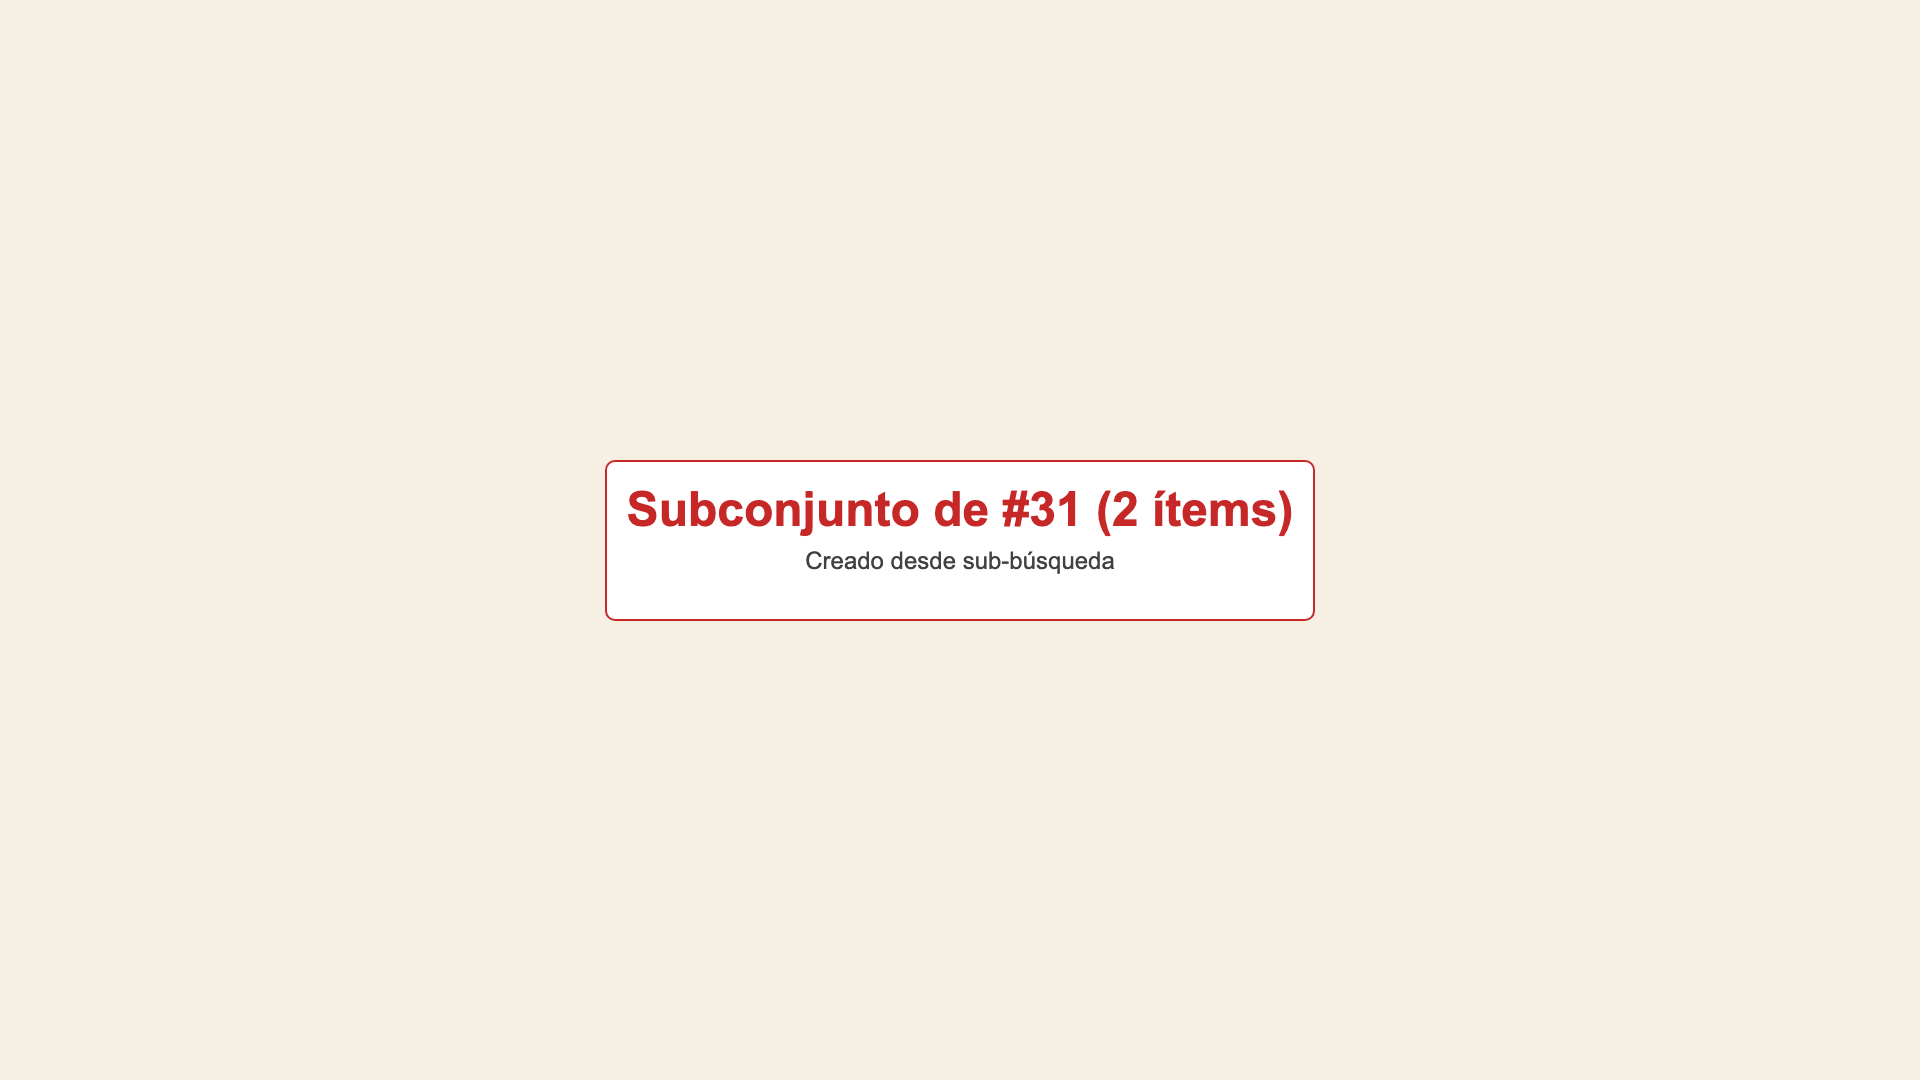 Subconjunto de #31 (2 ítems)
Creado desde sub-búsqueda